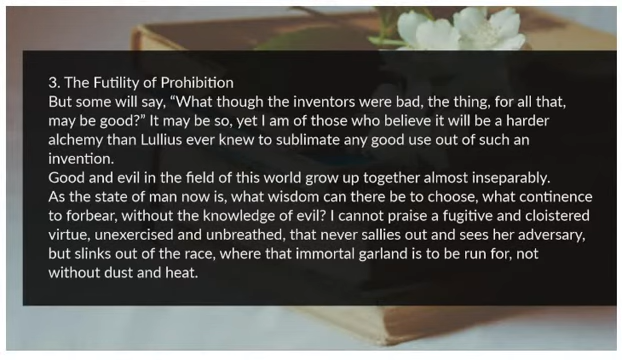 3. The Futility of Prohibition
But some will say, “What though the inventors were bad, the thing, for all that,
may be good?” It may be so, yet I am of those who believe it will be a harder
alchemy than Lullius ever knew to sublimate any good use out of such an
invention.
Good and evil in the field of this world grow up together almost inseparably.
As the state of man now is, what wisdom can there be to choose, what continence
to forbear, without the knowledge of evil? I cannot praise a fugitive and cloistered
virtue, unexercised and unbreathed, that never sallies out and sees her adversary,
but slinks out of the race, where that immortal garland is to be run for, not
without dust and heat.